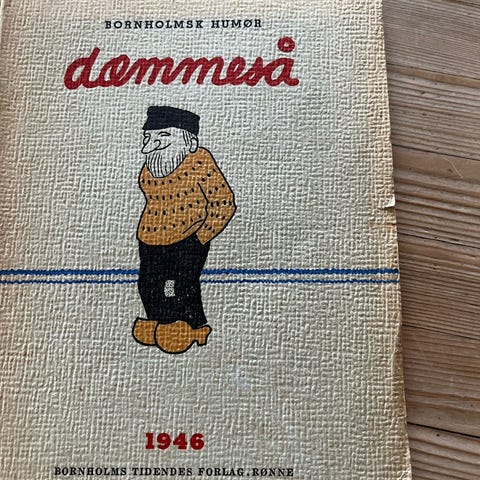 BORNHOLMSK HUMØR
dæmmeså
1946
BORNHOLMS TIDENDES FORLAG. RØNNE